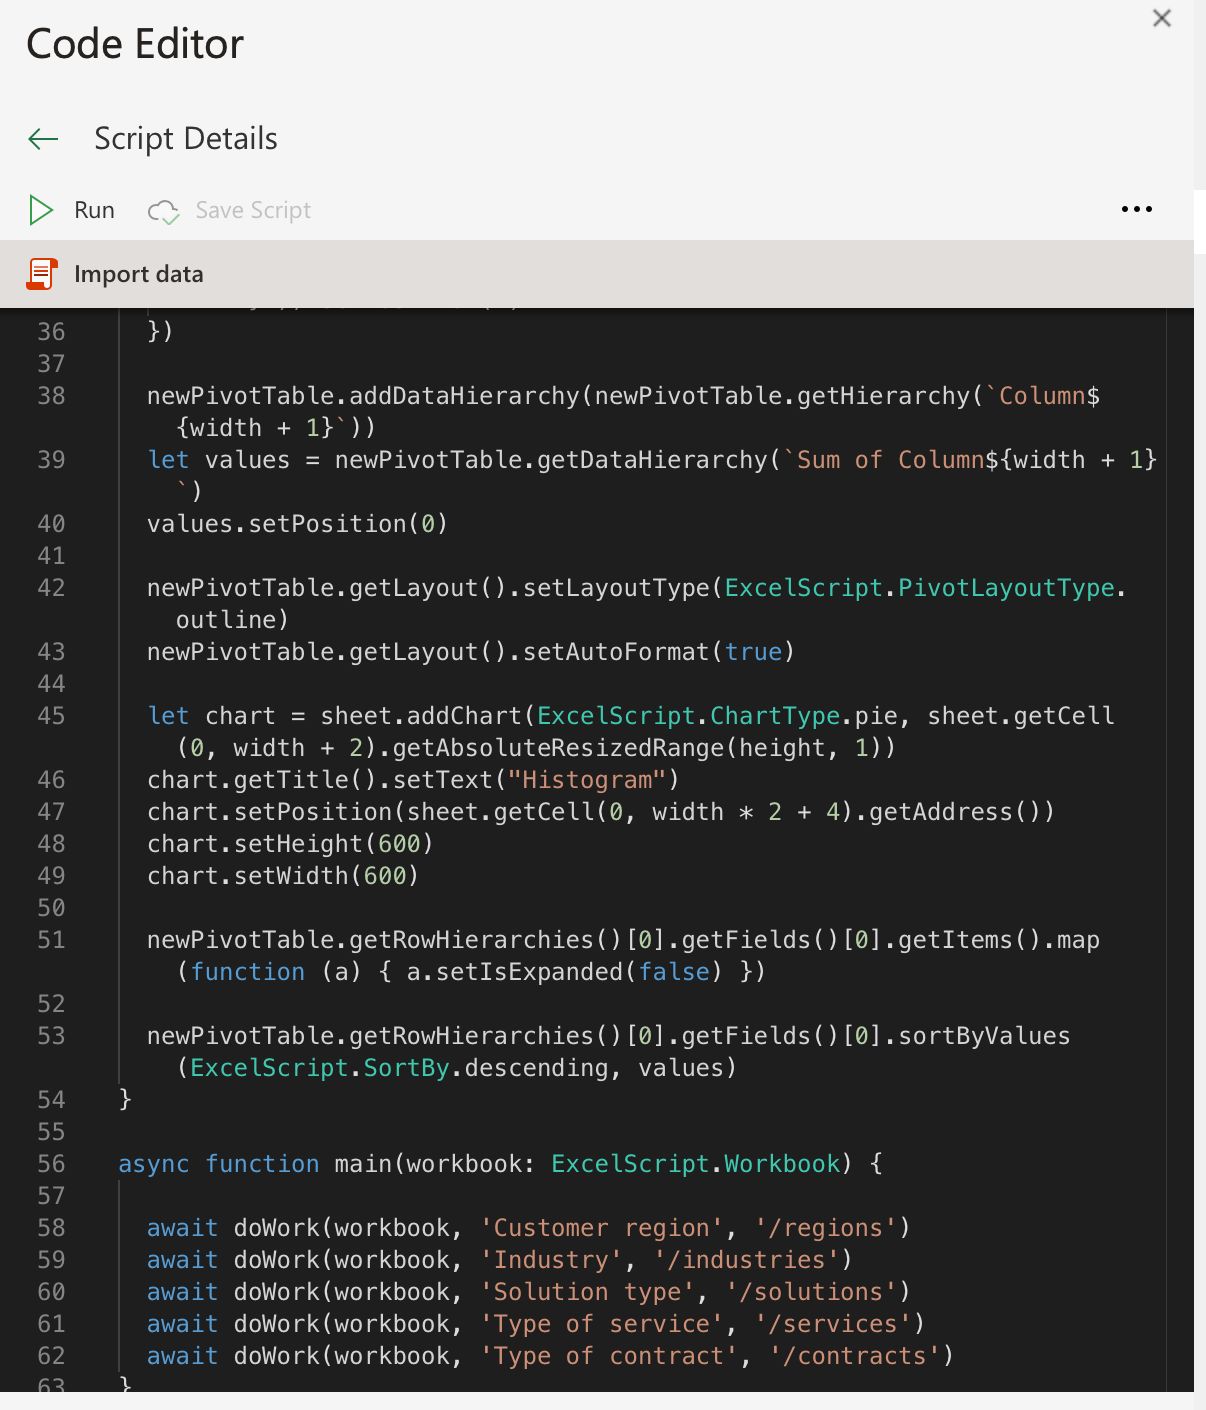 Code Editor
Script Details
Run Save Script
Import data
36 })
37
38 newPivotTable.addDataHierarchy(newPivotTable.getHierarchy(`Column$
{width + 1}`))
39 let values = newPivotTable.getDataHierarchy(`Sum of Column${width + 1}
`)
40 values.setPosition(0)
41
42 newPivotTable.getLayout().setLayoutType(ExcelScript.PivotLayoutType.
outline)
43 newPivotTable.getLayout().setAutoFormat(true)
44
45 let chart = sheet.addChart(ExcelScript.ChartType.pie, sheet.getCell
(0, width + 2).getAbsoluteResizedRange(height, 1))
46 chart.getTitle().setText("Histogram")
47 chart.setPosition(sheet.getCell(0, width * 2 + 4).getAddress())
48 chart.setHeight(600)
49 chart.setWidth(600)
50
51 newPivotTable.getRowHierarchies()[0].getFields()[0].getItems().map
(function (a) { a.setIsExpanded(false) })
52
53 newPivotTable.getRowHierarchies()[0].getFields()[0].sortByValues
(ExcelScript.SortBy.descending, values)
54 }
55
56 async function main(workbook: ExcelScript.Workbook) {
57
58 await doWork(workbook, 'Customer region', '/regions')
59 await doWork(workbook, 'Industry', '/industries')
60 await doWork(workbook, 'Solution type', '/solutions')
61 await doWork(workbook, 'Type of service', '/services')
62 await doWork(workbook, 'Type of contract', '/contracts')
63 }